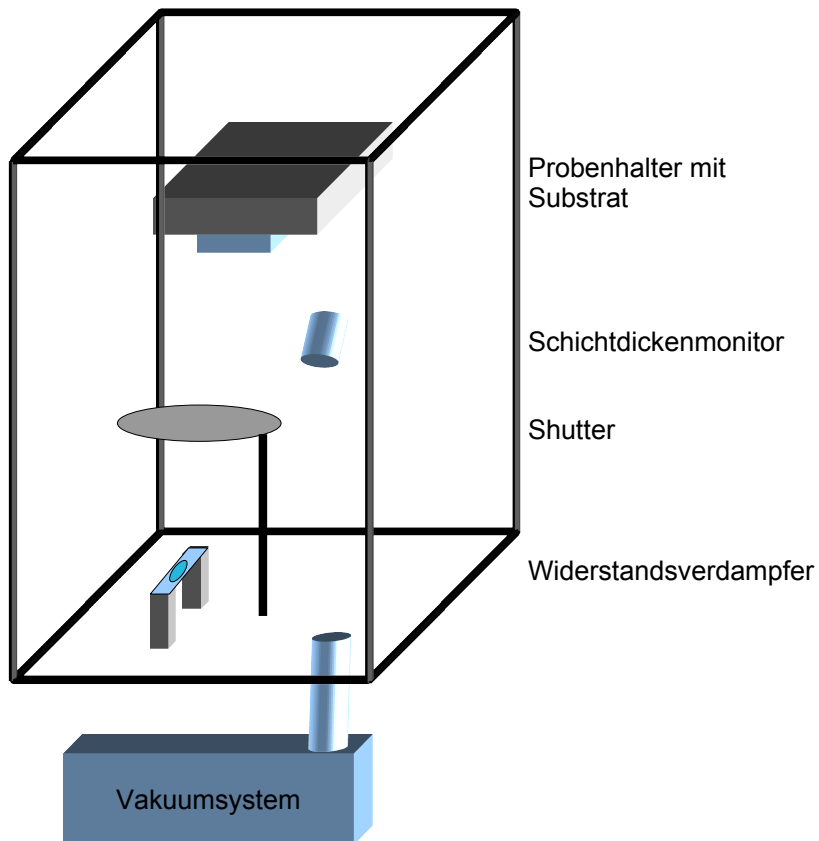 Probenhalter mit
Substrat
Schichtdickenmonitor
Shutter
Widerstandsverdampfer
Vakuumsystem